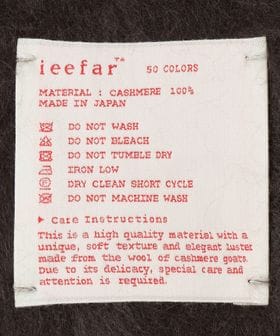 ieefar™ 50 COLORS
MATERIAL : CASHMERE 100%
MADE IN JAPAN
DO NOT WASH
DO NOT BLEACH
DO NOT TUMBLE DRY
IRON LOW
DRY CLEAN SHORT CYCLE
DO NOT MACHINE WASH
▶ Care Instructions
This is a high quality material with a
unique, soft texture and elegant luster
made from the wool of cashmere goats.
Due to its delicacy, special care and
attention is required.